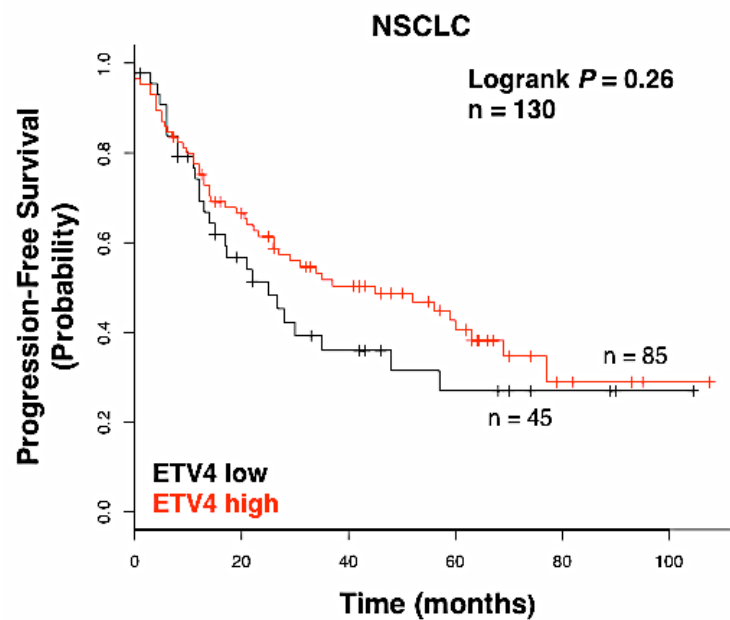 NSCLC
Logrank P = 0.26
n = 130
Progression-Free Survival
(Probability)
1.0
0.8
0.6
0.4
0.2
0.0
n = 85
n = 45
ETV4 low
ETV4 high
0
20
40
60
80
100
Time (months)